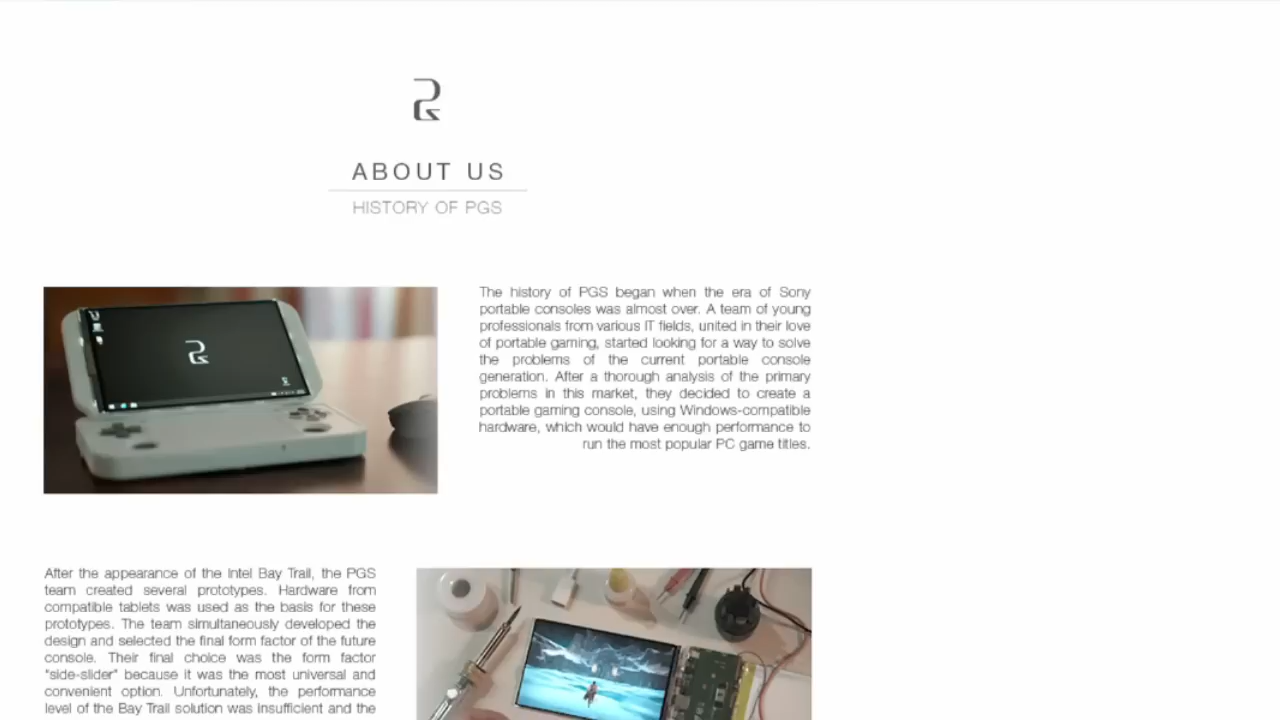 ABOUT US
HISTORY OF PGS
The history of PGS began when the era of Sony
portable consoles was almost over. A team of young
professionals from various IT fields, united in their love
of portable gaming, started looking for a way to solve
the problems of the current portable console
generation. After a thorough analysis of the primary
problems in this market, they decided to create a
portable gaming console, using Windows-compatible
hardware, which would have enough performance to
run the most popular PC game titles.
After the appearance of the Intel Bay Trail, the PGS
team created several prototypes. Hardware from
compatible tablets was used as the basis for these
prototypes. The team simultaneously developed the
design and selected the final form factor of the future
console. Their final choice was the form factor
"side-slider" because it was the most universal and
convenient option. Unfortunately, the performance
level of the Bay Trail solution was insufficient and the